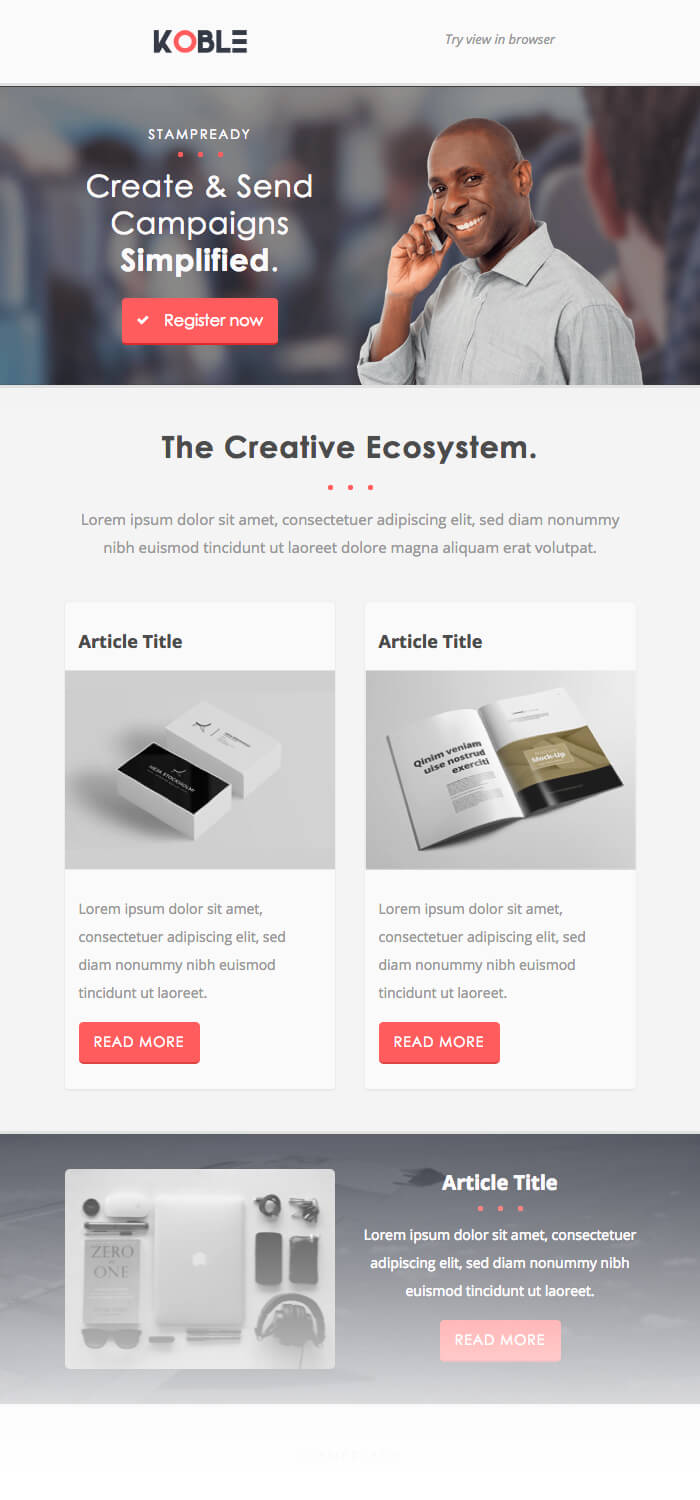 KOBLE
Try view in browser
STAMPREADY
Create & Send
Campaigns
Simplified.
Register now
The Creative Ecosystem.
Lorem ipsum dolor sit amet, consectetuer adipiscing elit, sed diam nonummy
nibh euismod tincidunt ut laoreet dolore magna aliquam erat volutpat.
Article Title
Lorem ipsum dolor sit amet,
consectetuer adipiscing elit, sed
diam nonummy nibh euismod
tincidunt ut laoreet.
READ MORE
Article Title
Qinim veniam
uise nostrud
exerciti
Mock-Up
Lorem ipsum dolor sit amet,
consectetuer adipiscing elit, sed
diam nonummy nibh euismod
tincidunt ut laoreet.
READ MORE
ZERO
ONE
Article Title
Lorem ipsum dolor sit amet, consectetuer
adipiscing elit, sed diam nonummy nibh
euismod tincidunt ut laoreet.
READ MORE